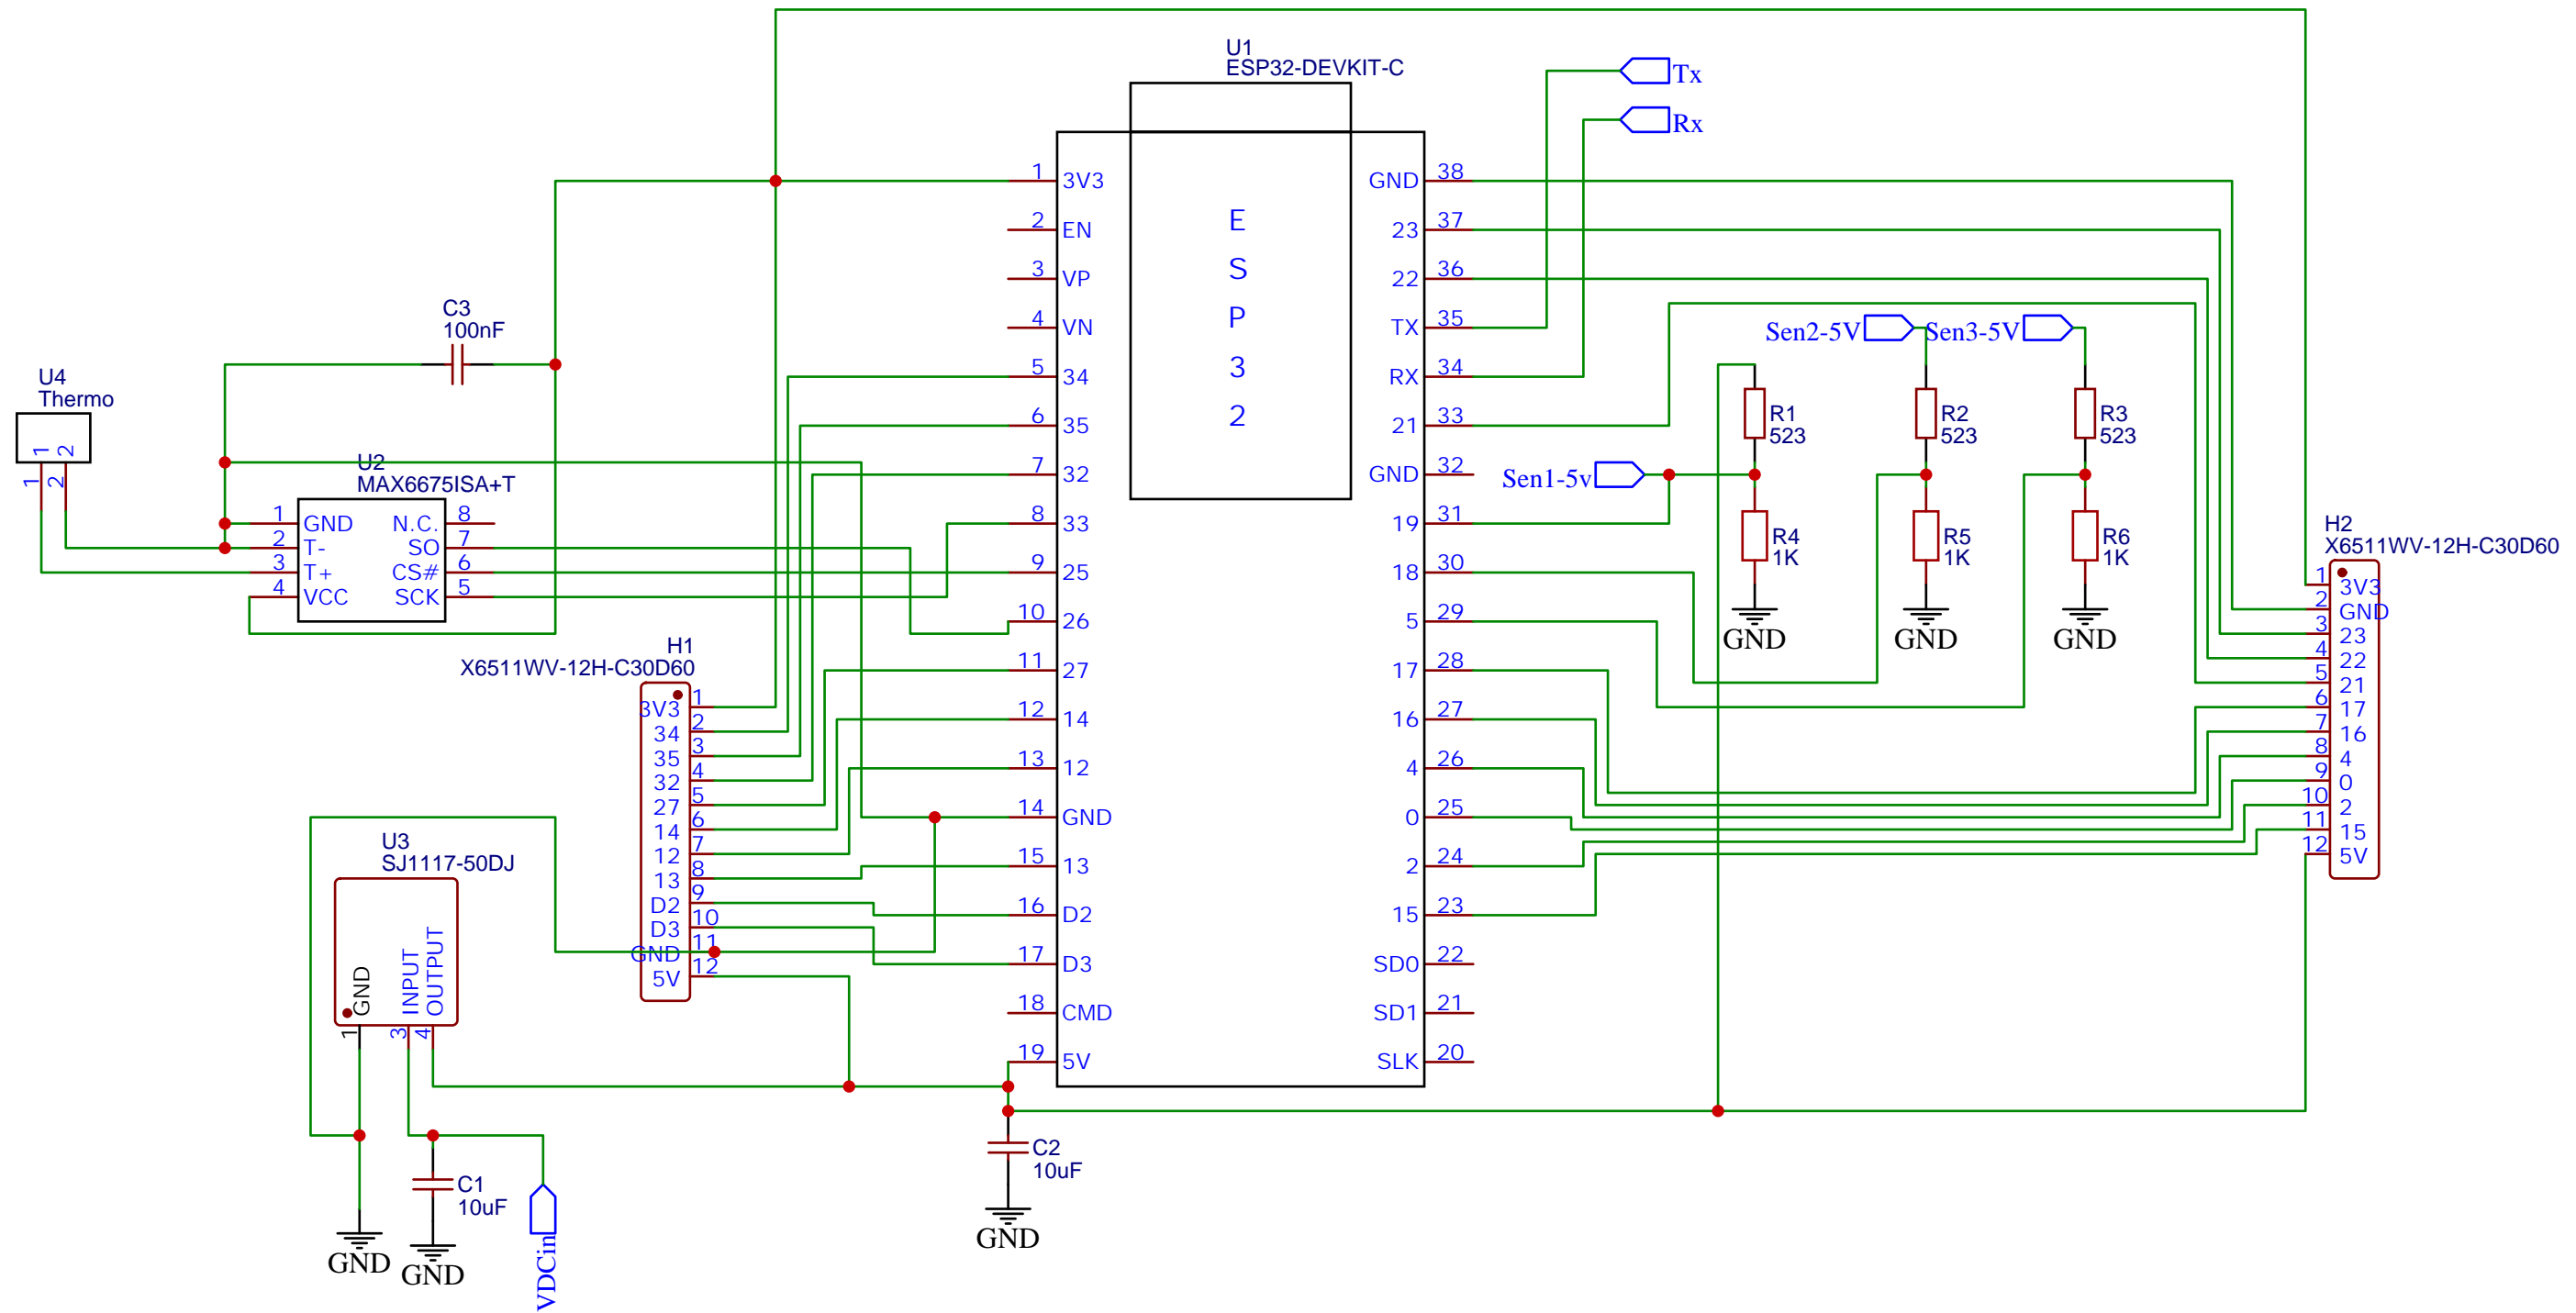 U1
ESP32-DEVKIT-C
E
S
P
3
2
1 3V3
2 EN
3 VP
4 VN
5 34
6 35
7 32
8 33
9 25
10 26
11 27
12 14
13 12
14 GND
15 13
16 D2
17 D3
18 CMD
19 5V
GND 38
23 37
22 36
TX 35
RX 34
21 33
GND 32
19 31
18 30
5 29
17 28
16 27
4 26
0 25
2 24
15 23
SD0 22
SD1 21
SLK 20
Tx
Rx
C3
100nF
U4
Thermo
1 2
1 2
U2
MAX6675ISA+T
1 GND
2 T-
3 T+
4 VCC
N.C. 8
SO 7
CS# 6
SCK 5
H1
X6511WV-12H-C30D60
3V3 1
34 2
35 3
32 4
27 5
14 6
12 7
13 8
D2 9
D3 10
GND 11
5V 12
U3
SJ1117-50DJ
GND
INPUT
OUTPUT
1 3 4
C1
10uF
GND
GND
VDCin
C2
10uF
GND
Sen2-5V
Sen3-5V
Sen1-5v
R1
523
R2
523
R3
523
R4
1K
R5
1K
R6
1K
GND
GND
GND
H2
X6511WV-12H-C30D60
1 3V3
2 GND
3 23
4 22
5 21
6 17
7 16
8 4
9 0
10 2
11 15
12 5V